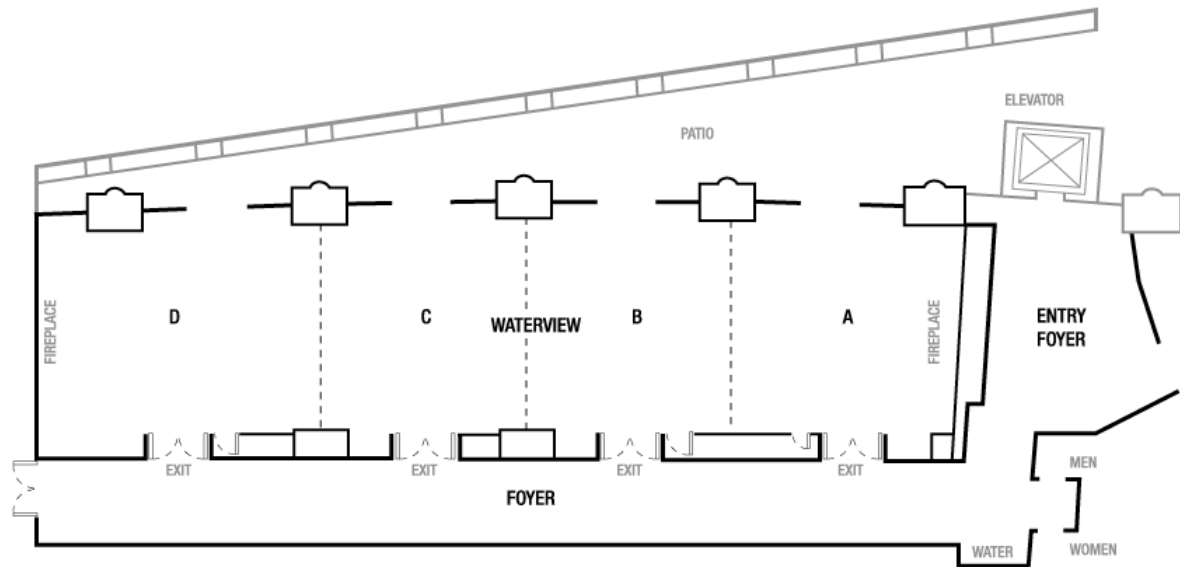 ELEVATOR
PATIO
FIREPLACE
D
C
WATERVIEW
B
A
FIREPLACE
ENTRY
FOYER
EXIT
EXIT
EXIT
EXIT
MEN
FOYER
WATER
WOMEN